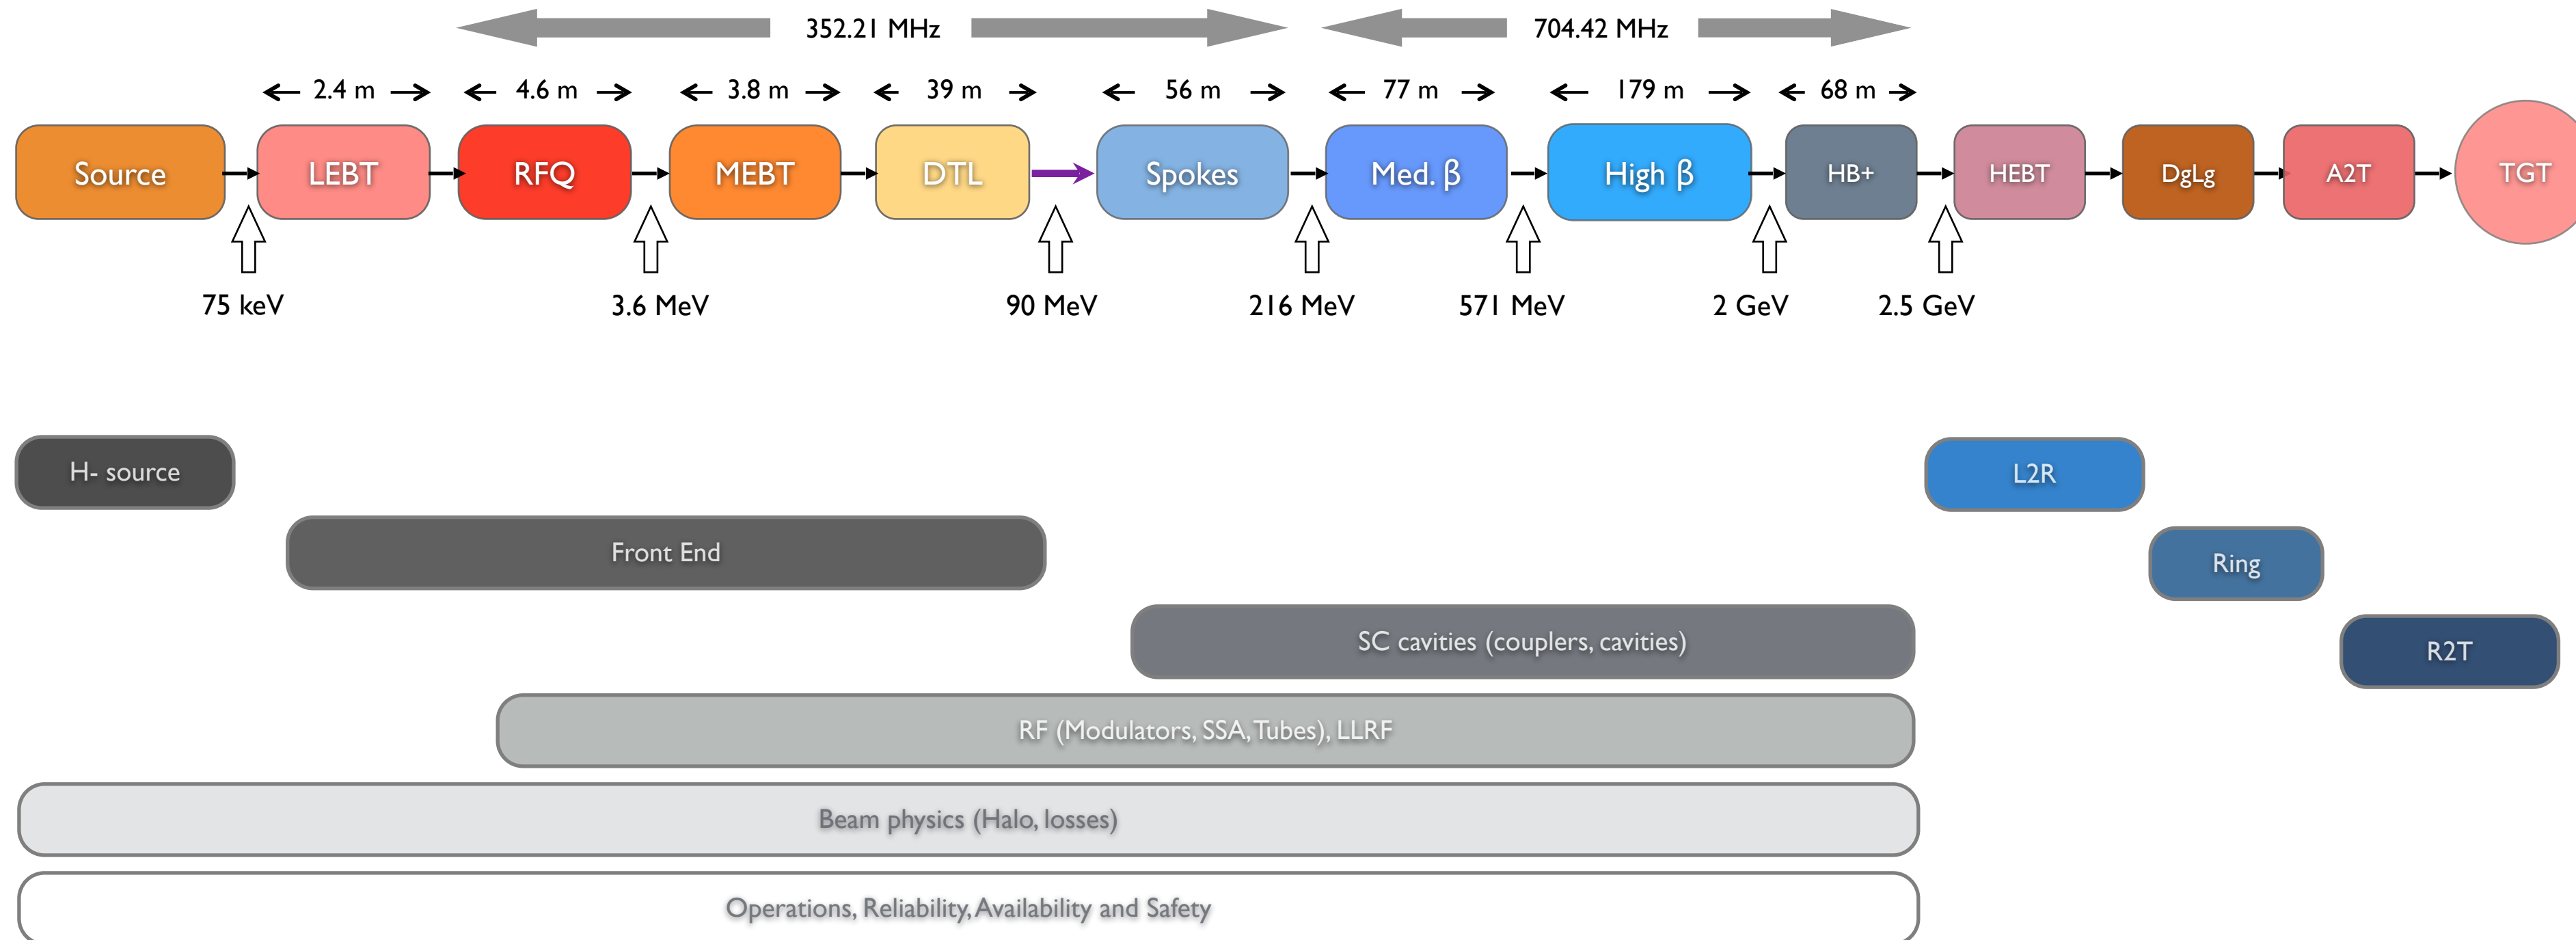 352.21 MHz
704.42 MHz
2.4 m
4.6 m
3.8 m
39 m
56 m
77 m
179 m
68 m
Source
LEBT
RFQ
MEBT
DTL
Spokes
Med. β
High β
HB+
HEBT
DgLg
A2T
TGT
75 keV
3.6 MeV
90 MeV
216 MeV
571 MeV
2 GeV
2.5 GeV
H- source
L2R
Front End
Ring
SC cavities (couplers, cavities)
R2T
RF (Modulators, SSA, Tubes), LLRF
Beam physics (Halo, losses)
Operations, Reliability, Availability and Safety